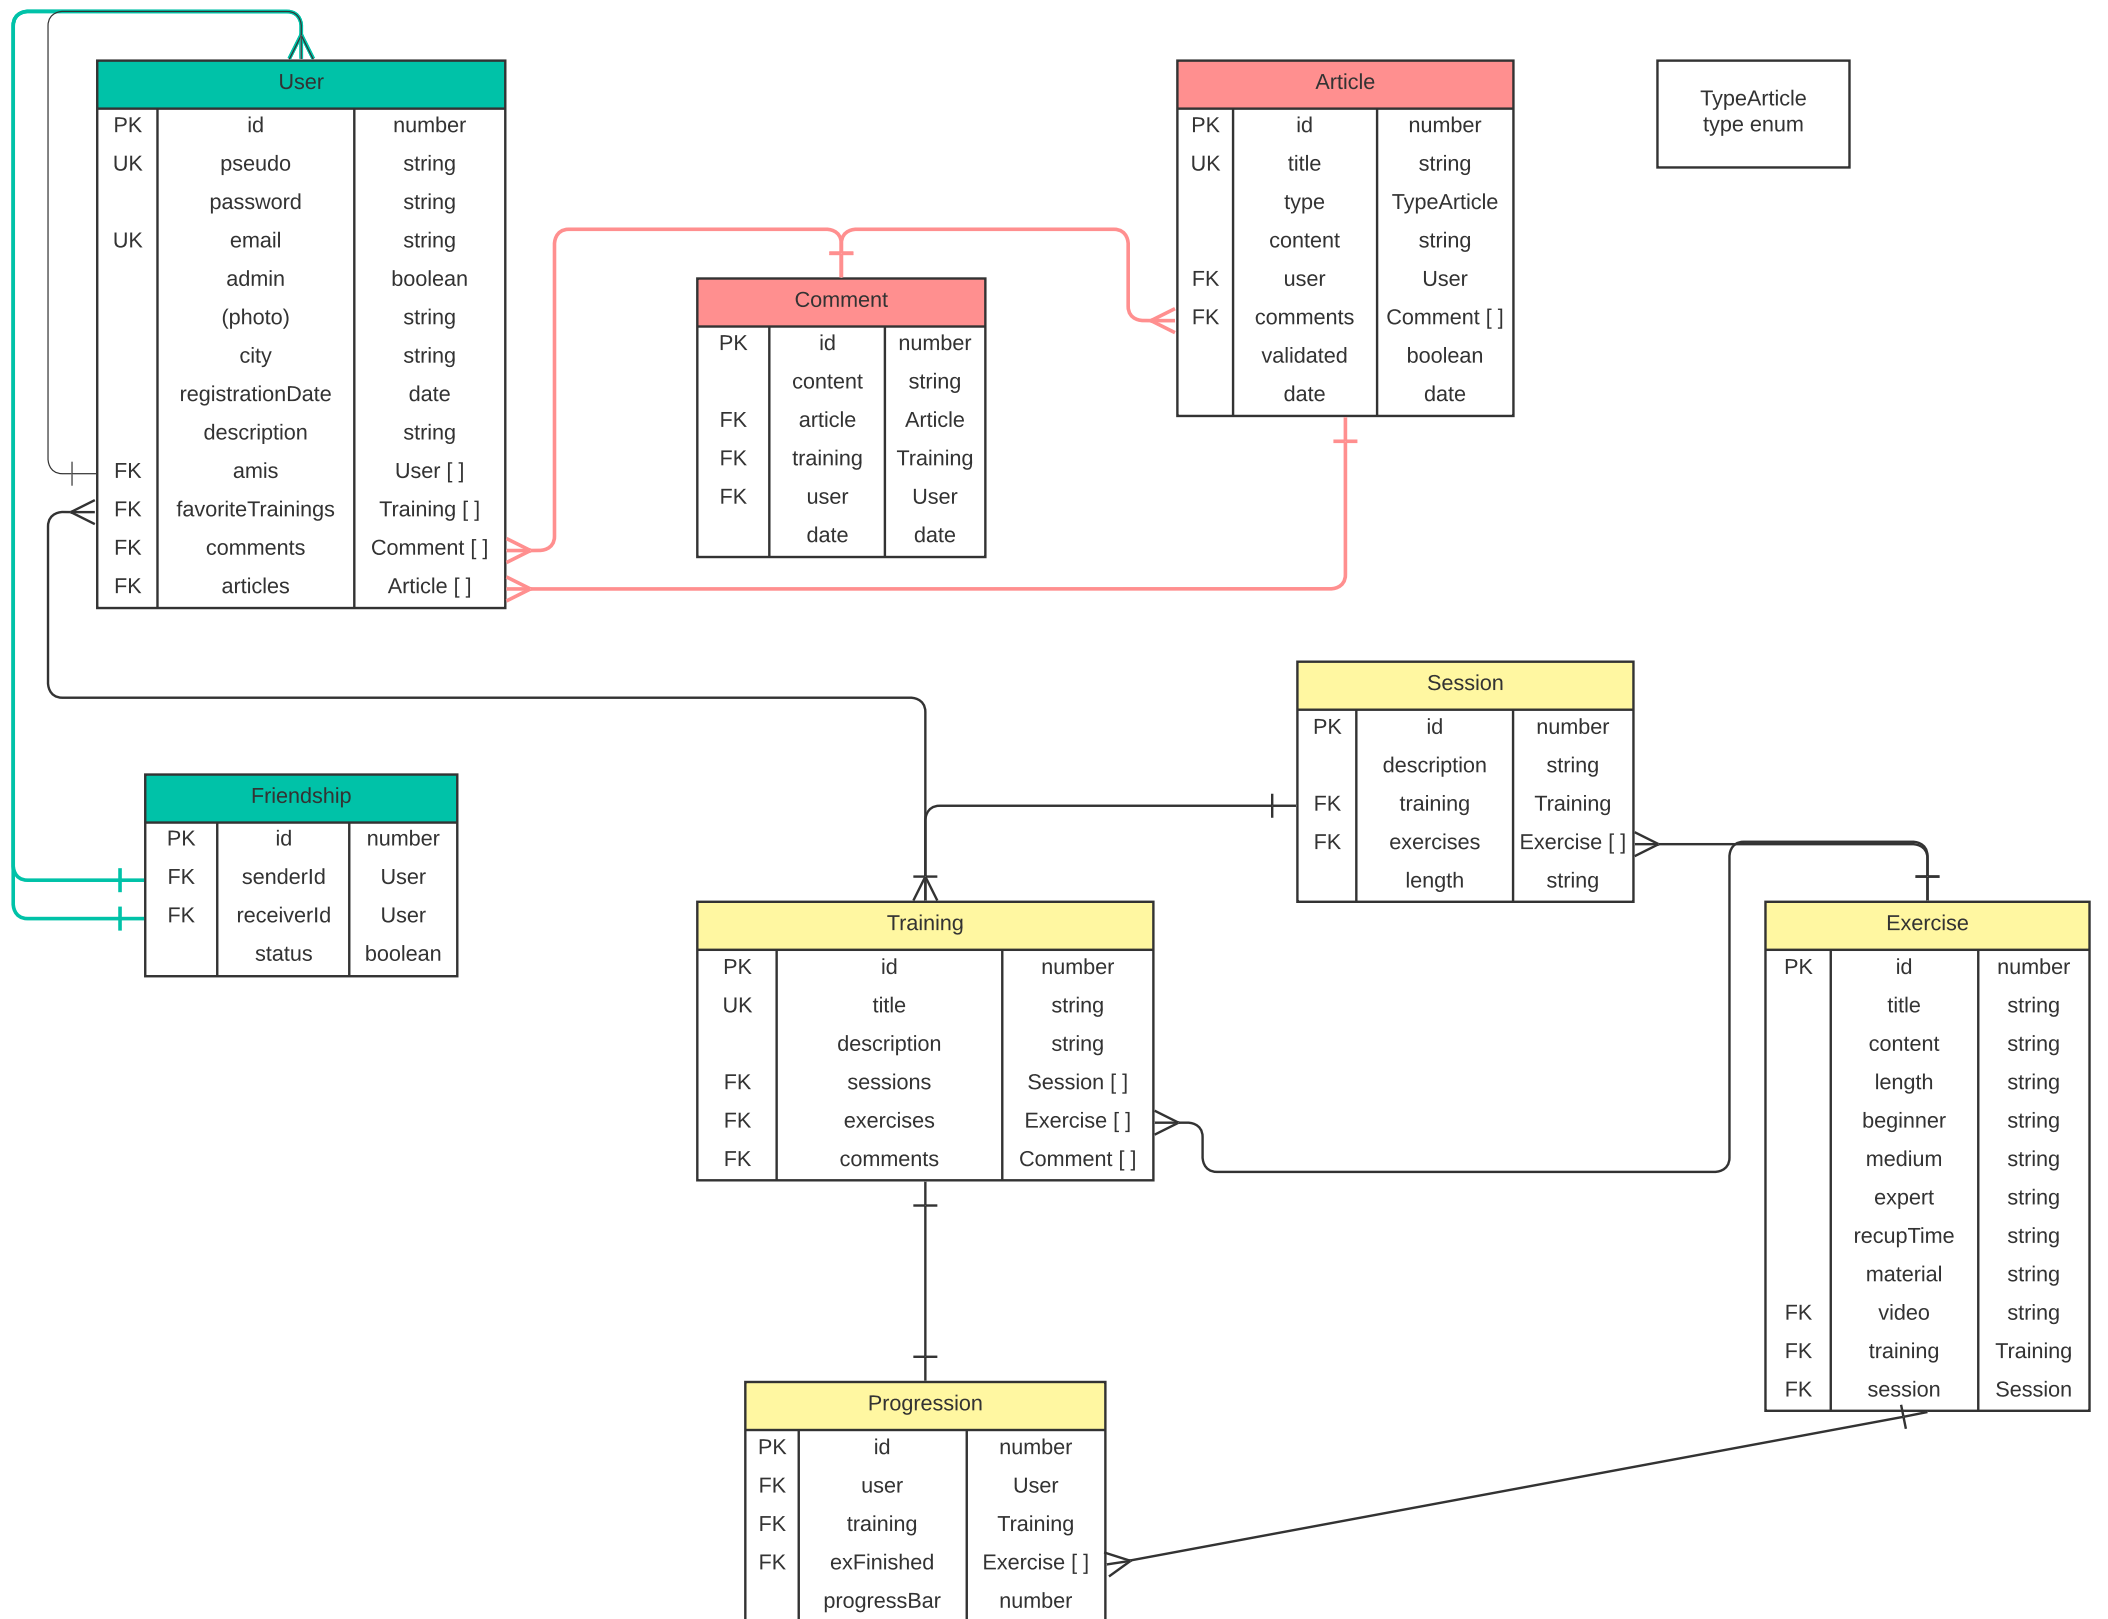 User
PK id number
UK pseudo string
password string
UK email string
admin boolean
(photo) string
city string
registrationDate date
description string
FK amis User [ ]
FK favoriteTrainings Training [ ]
FK comments Comment [ ]
FK articles Article [ ]
Comment
PK id number
content string
FK article Article
FK training Training
FK user User
date date
Article
PK id number
UK title string
type TypeArticle
content string
FK user User
FK comments Comment [ ]
validated boolean
date date
TypeArticle
type enum
Friendship
PK id number
FK senderId User
FK receiverId User
status boolean
Session
PK id number
description string
FK training Training
FK exercises Exercise [ ]
length string
Training
PK id number
UK title string
description string
FK sessions Session [ ]
FK exercises Exercise [ ]
FK comments Comment [ ]
Exercise
PK id number
title string
content string
length string
beginner string
medium string
expert string
recupTime string
material string
FK video string
FK training Training
FK session Session
Progression
PK id number
FK user User
FK training Training
FK exFinished Exercise [ ]
progressBar number